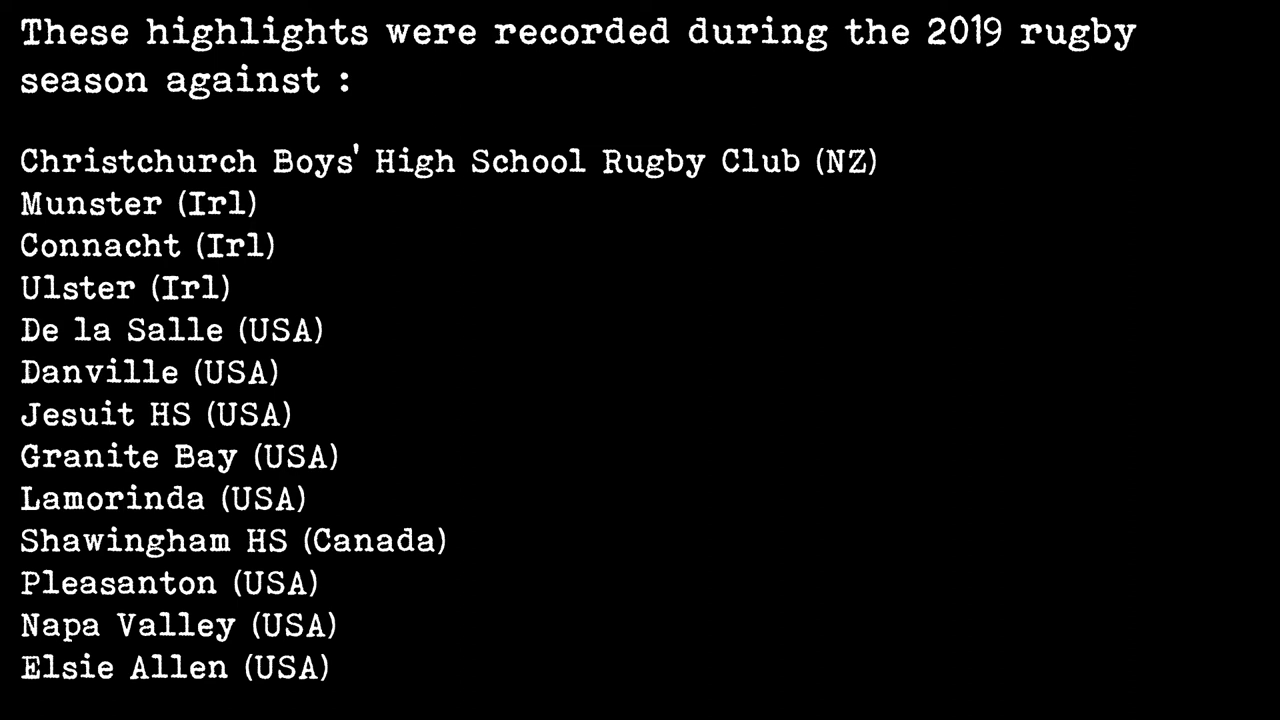 These highlights were recorded during the 2019 rugby
season against :
Christchurch Boys' High School Rugby Club (NZ)
Munster (Irl)
Connacht (Irl)
Ulster (Irl)
De la Salle (USA)
Danville (USA)
Jesuit HS (USA)
Granite Bay (USA)
Lamorinda (USA)
Shawingham HS (Canada)
Pleasanton (USA)
Napa Valley (USA)
Elsie Allen (USA)